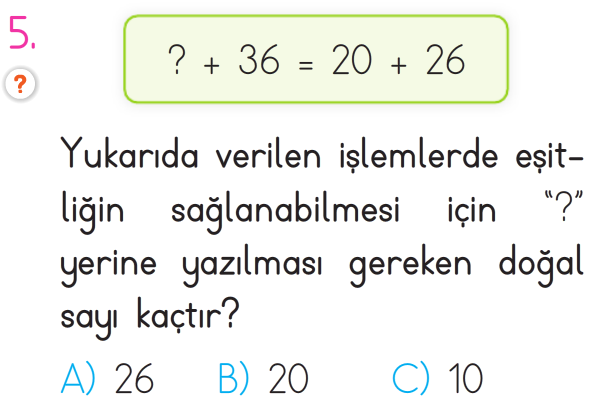 5.
?
? + 36 = 20 + 26
Yukarıda verilen işlemlerde eşit-
liğin sağlanabilmesi için "?"
yerine yazılması gereken doğal
sayı kaçtır?
A) 26 B) 20 C) 10